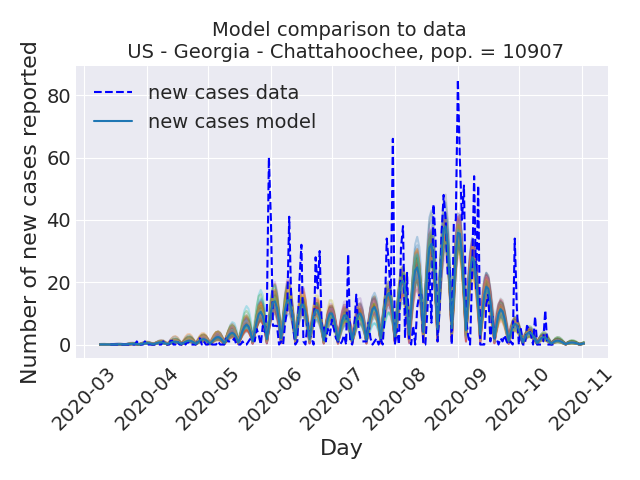 Model comparison to data
US - Georgia - Chattahoochee, pop. = 10907
Number of new cases reported
80
60
40
20
0
new cases data
new cases model
2020-03
2020-04
2020-05
2020-06
2020-07
2020-08
2020-09
2020-10
2020-11
Day